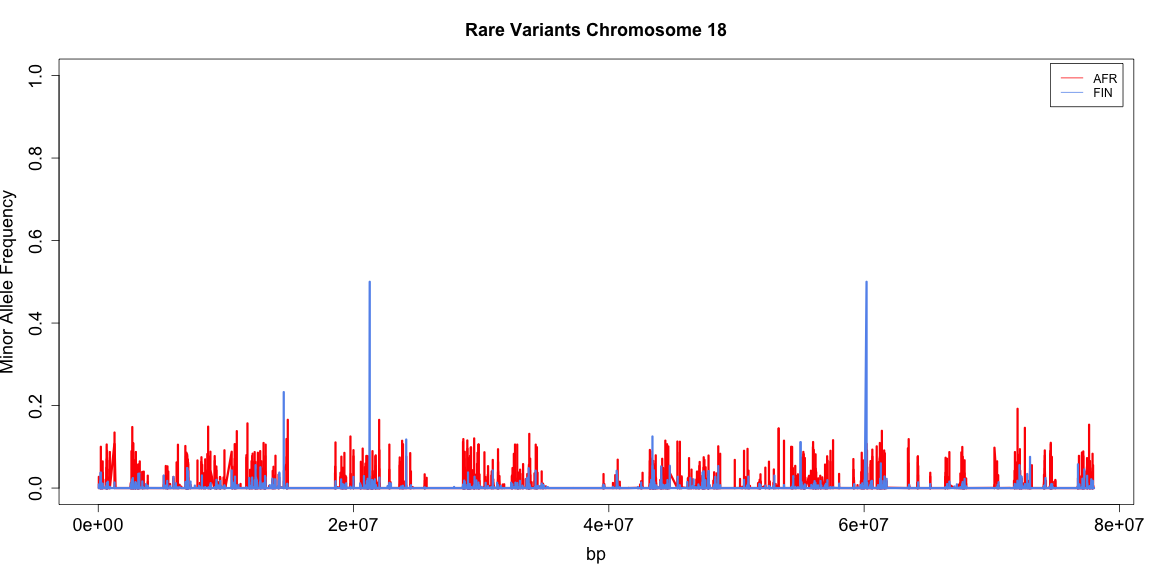 Rare Variants Chromosome 18
AFR
FIN
Minor Allele Frequency
1.0
0.8
0.6
0.4
0.2
0.0
0e+00
2e+07
4e+07
6e+07
8e+07
bp